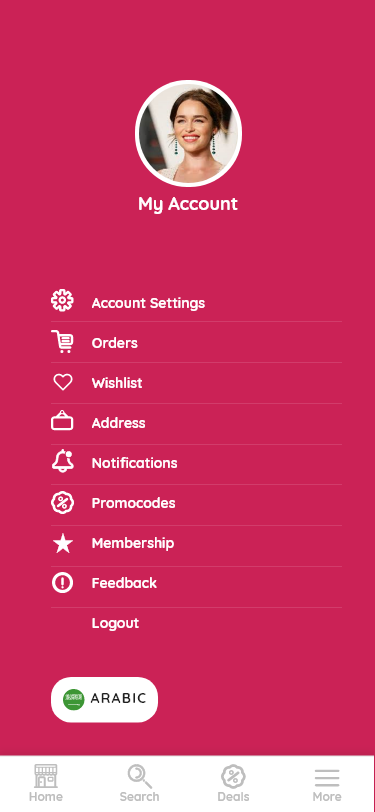 My Account
Account Settings
Orders
Wishlist
Address
Notifications
Promocodes
Membership
Feedback
Logout
ARABIC
Home
Search
Deals
More